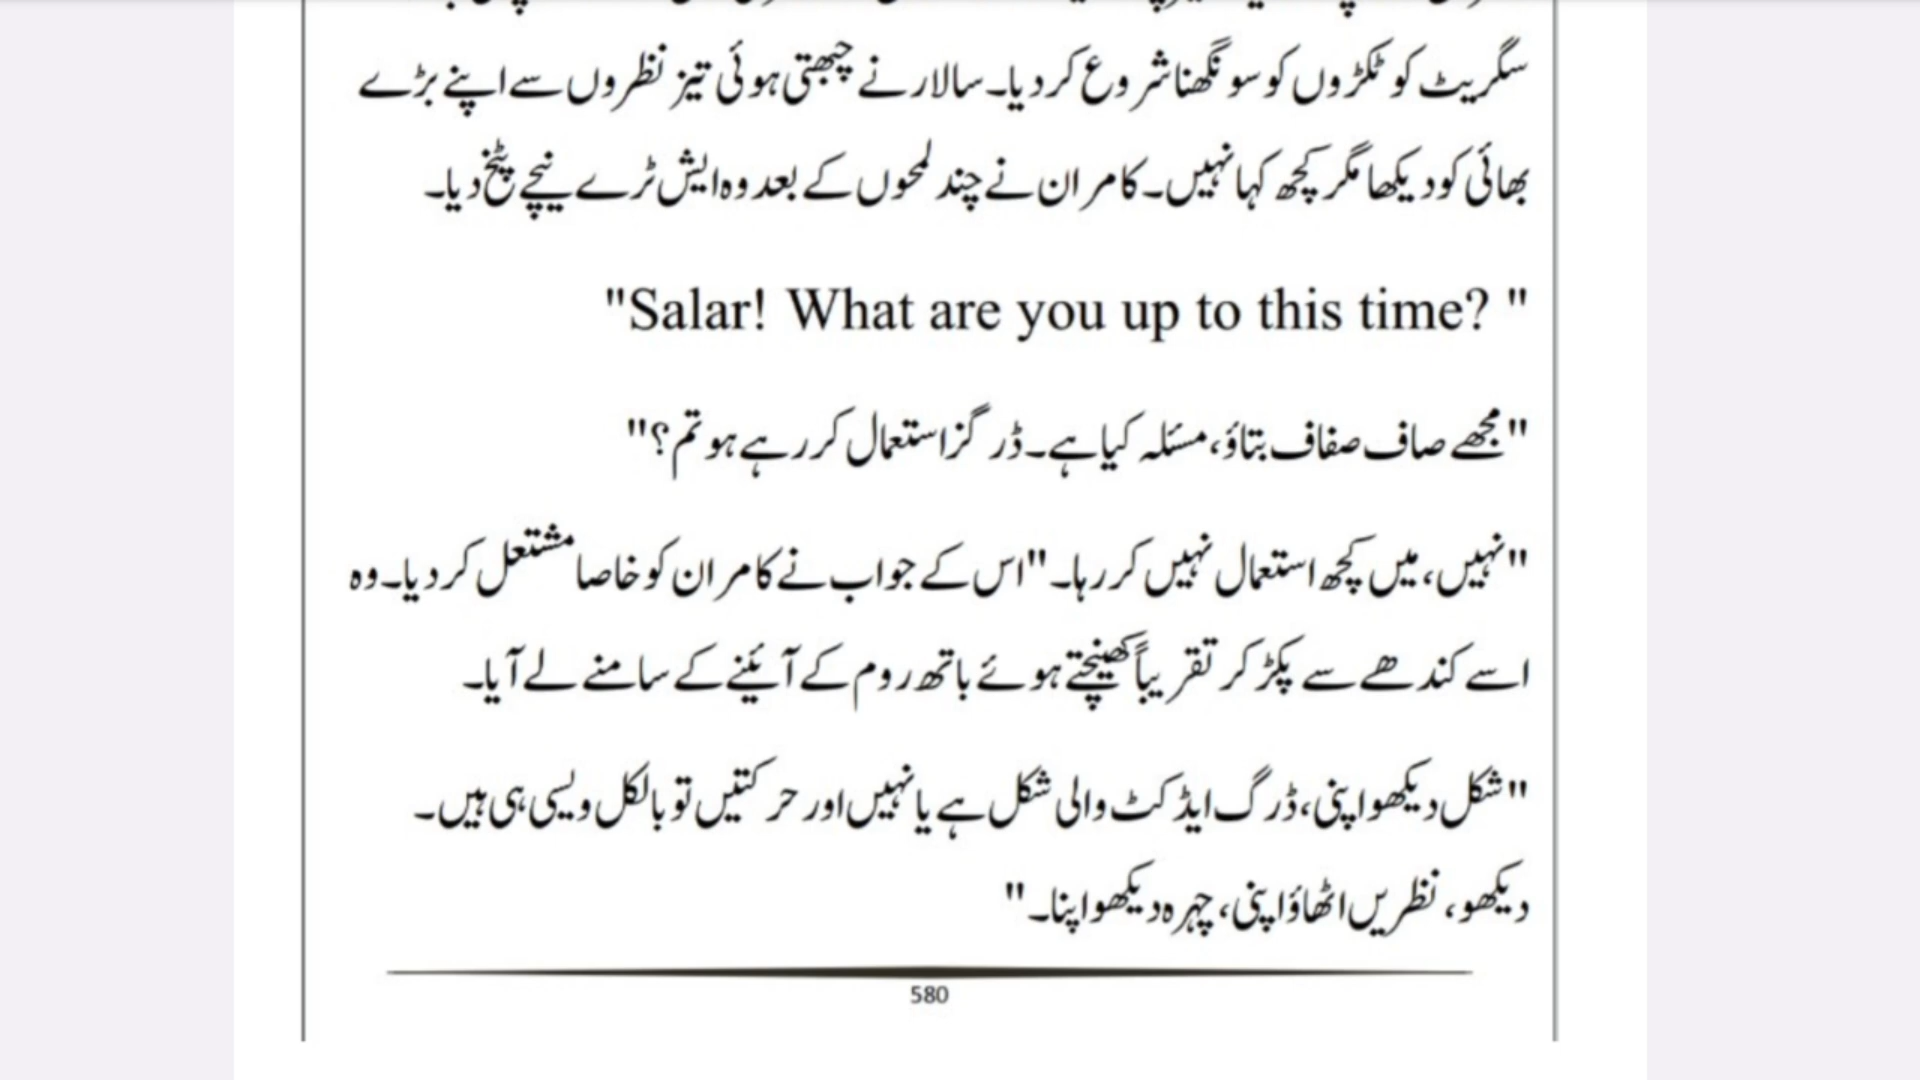 سگریٹ کو ٹکڑوں کو سونگھنا شروع کر دیا۔ سالار نے چبھتی ہوئی تیز نظروں سے اپنے بڑے
بھائی کو دیکھا مگر کچھ کہا نہیں۔ کامران نے چند لمحوں کے بعد وہ ایش ٹرے نیچے پٹخ دیا۔
"Salar! What are you up to this time? "
"مجھے صاف صفاف بتاؤ، مسئلہ کیا ہے۔ ڈرگز استعمال کر رہے ہو تم؟"
"نہیں، میں کچھ استعمال نہیں کر رہا۔" اس کے جواب نے کامران کو خاصا مشتعل کر دیا۔ وہ
اسے کندھے سے پکڑ کر تقریباً کھینچتے ہوئے باتھ روم کے آئینے کے سامنے لے آیا۔
"شکل دیکھو اپنی، ڈرگ ایڈکٹ والی شکل ہے یا نہیں اور حرکتیں تو بالکل ویسی ہی ہیں۔
دیکھو، نظریں اٹھاؤ اپنی، چہرہ دیکھو اپنا۔"
580